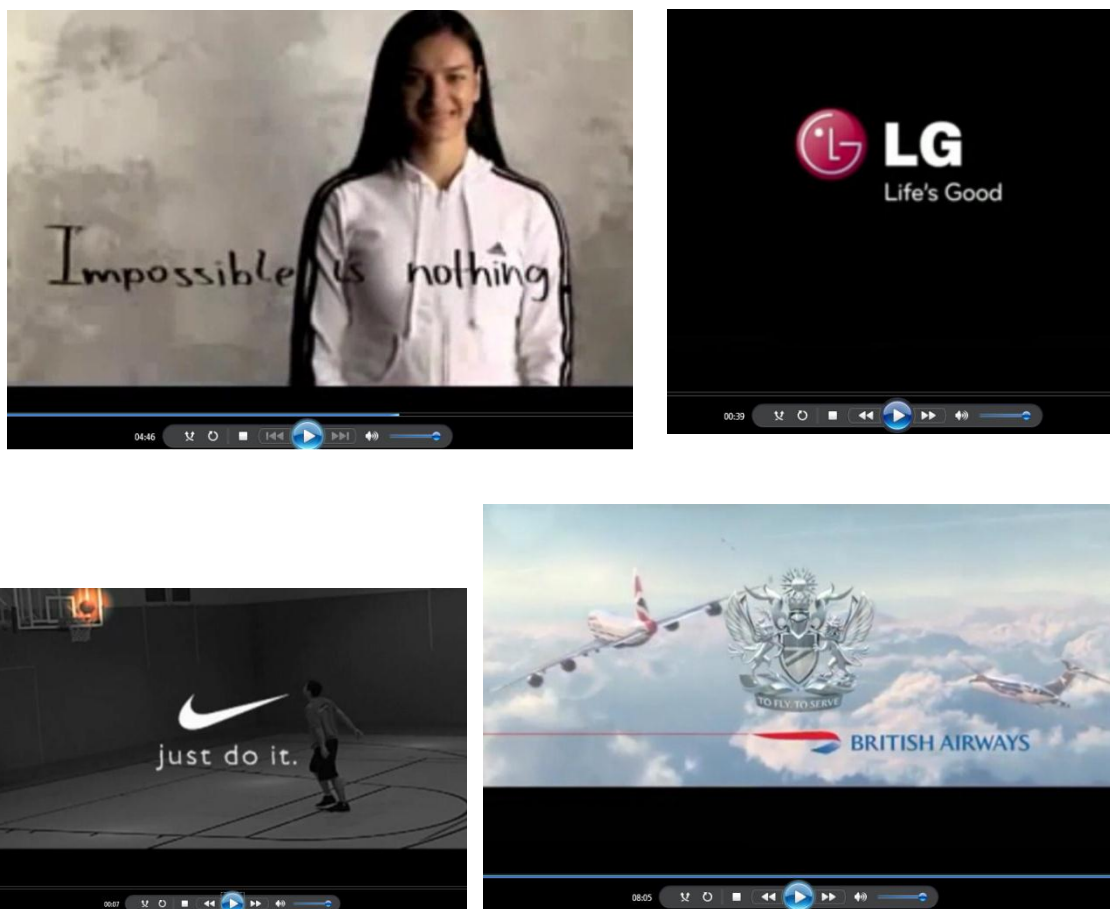 Impossible is nothing.
04:46
LG
Life's Good
00:39
just do it.
00:07
TO FLY. TO SERVE
BRITISH AIRWAYS
08:05